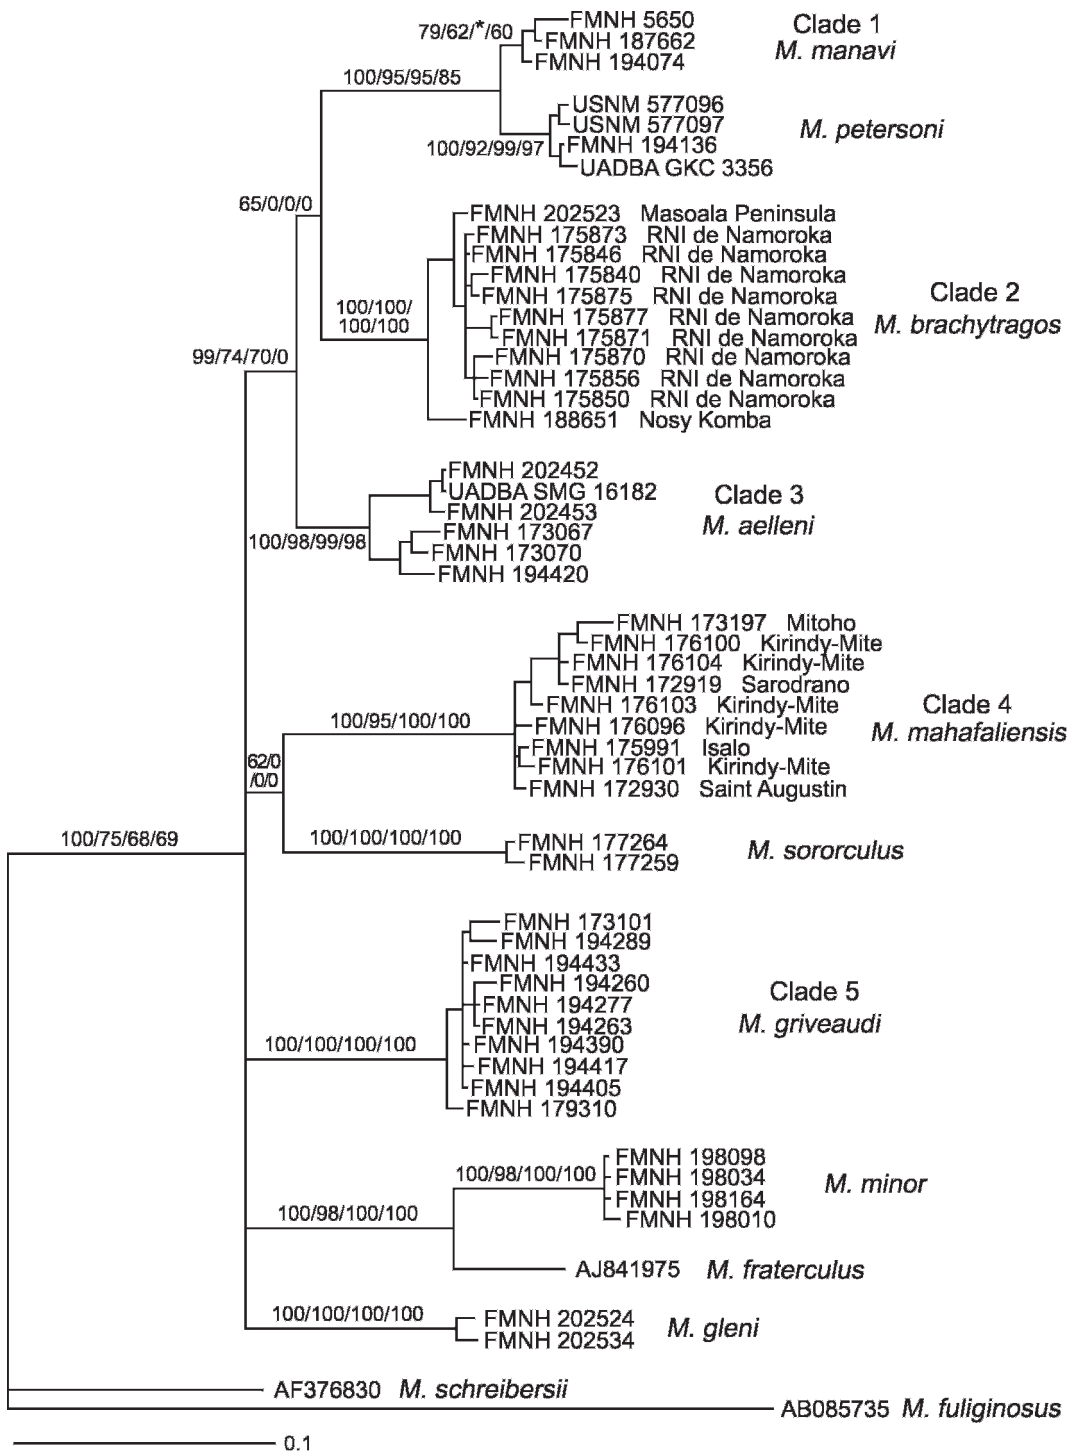 79/62/*/60
FMNH 5650
FMNH 187662
FMNH 194074
Clade 1
M. manavi
100/95/95/85
USNM 577096
USNM 577097
FMNH 194136
UADBA GKC 3356
M. petersoni
100/92/99/97
65/0/0/0
FMNH 202523 Masoala Peninsula
FMNH 175873 RNI de Namoroka
FMNH 175846 RNI de Namoroka
FMNH 175840 RNI de Namoroka
FMNH 175875 RNI de Namoroka
FMNH 175877 RNI de Namoroka
FMNH 175871 RNI de Namoroka
FMNH 175870 RNI de Namoroka
FMNH 175856 RNI de Namoroka
FMNH 175850 RNI de Namoroka
FMNH 188651 Nosy Komba
Clade 2
M. brachytragos
100/100/
100/100
99/74/70/0
FMNH 202452
UADBA SMG 16182
FMNH 202453
FMNH 173067
FMNH 173070
FMNH 194420
Clade 3
M. aelleni
100/98/99/98
FMNH 173197 Mitoho
FMNH 176100 Kirindy-Mite
FMNH 176104 Kirindy-Mite
FMNH 172919 Sarodrano
FMNH 176103 Kirindy-Mite
FMNH 176096 Kirindy-Mite
FMNH 175991 Isalo
FMNH 176101 Kirindy-Mite
FMNH 172930 Saint Augustin
Clade 4
M. mahafaliensis
100/95/100/100
62/0
/0/0
100/100/100/100
FMNH 177264
FMNH 177259
M. sororculus
100/75/68/69
FMNH 173101
FMNH 194289
FMNH 194433
FMNH 194260
FMNH 194277
FMNH 194263
FMNH 194390
FMNH 194417
FMNH 194405
FMNH 179310
Clade 5
M. griveaudi
100/100/100/100
100/98/100/100
FMNH 198098
FMNH 198034
FMNH 198164
FMNH 198010
M. minor
100/98/100/100
AJ841975 M. fraterculus
100/100/100/100
FMNH 202524
FMNH 202534
M. gleni
AF376830 M. schreibersii
AB085735 M. fuliginosus
0.1